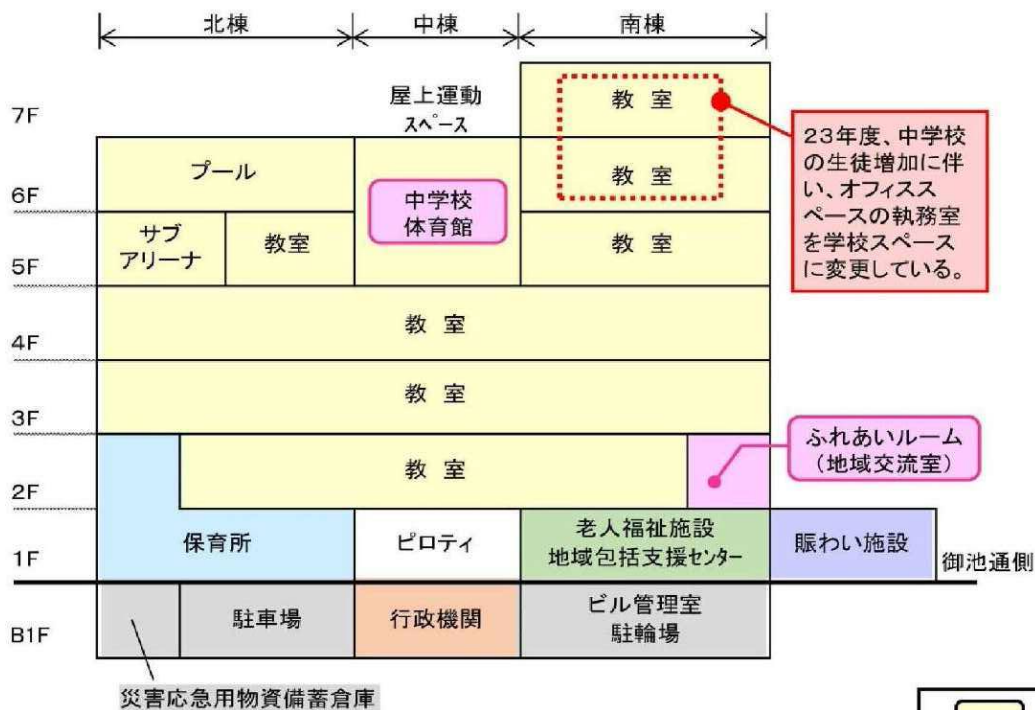 北棟
中棟
南棟
7F
屋上運動
スペース
教 室
23年度、中学校
の生徒増加に伴
い、オフィスス
ペースの執務室
を学校スペース
に変更している。
6F
プール
中学校
体育館
教 室
5F
サブ
アリーナ
教室
教 室
4F
教 室
3F
教 室
2F
教 室
ふれあいルーム
（地域交流室）
1F
保育所
ピロティ
老人福祉施設
地域包括支援センター
賑わい施設
御池通側
B1F
駐車場
行政機関
ビル管理室
駐輪場
災害応急用物資備蓄倉庫